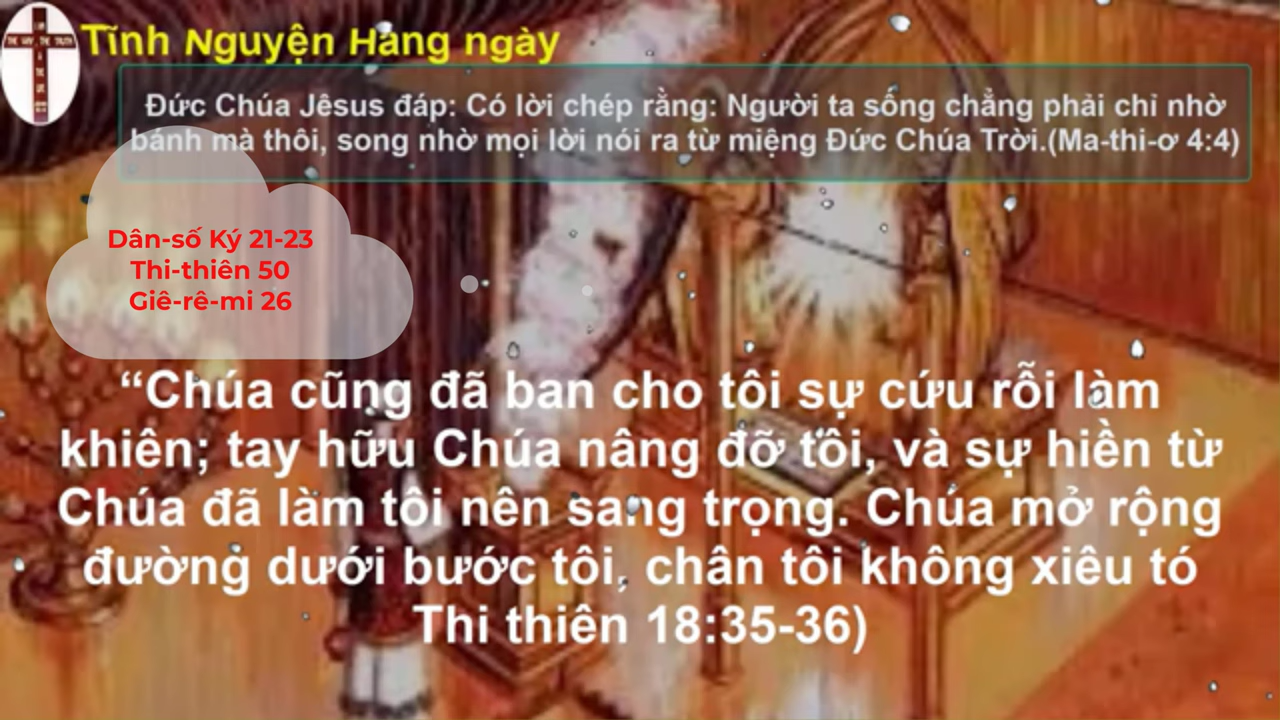 Tĩnh Nguyện Hàng ngày
Đức Chúa Jêsus đáp: Có lời chép rằng: Người ta sống chẳng phải chỉ nhờ
bánh mà thôi, song nhờ mọi lời nói ra từ miệng Đức Chúa Trời.(Ma-thi-ơ 4:4)
Dân-số Ký 21-23
Thi-thiên 50
Giê-rê-mi 26
“Chúa cũng đã ban cho tôi sự cứu rỗi làm
khiên; tay hữu Chúa nâng đỡ tôi, và sự hiền từ
Chúa đã làm tôi nên sang trọng. Chúa mở rộng
đường dưới bước tôi, chân tôi không xiêu tó
Thi thiên 18:35-36)